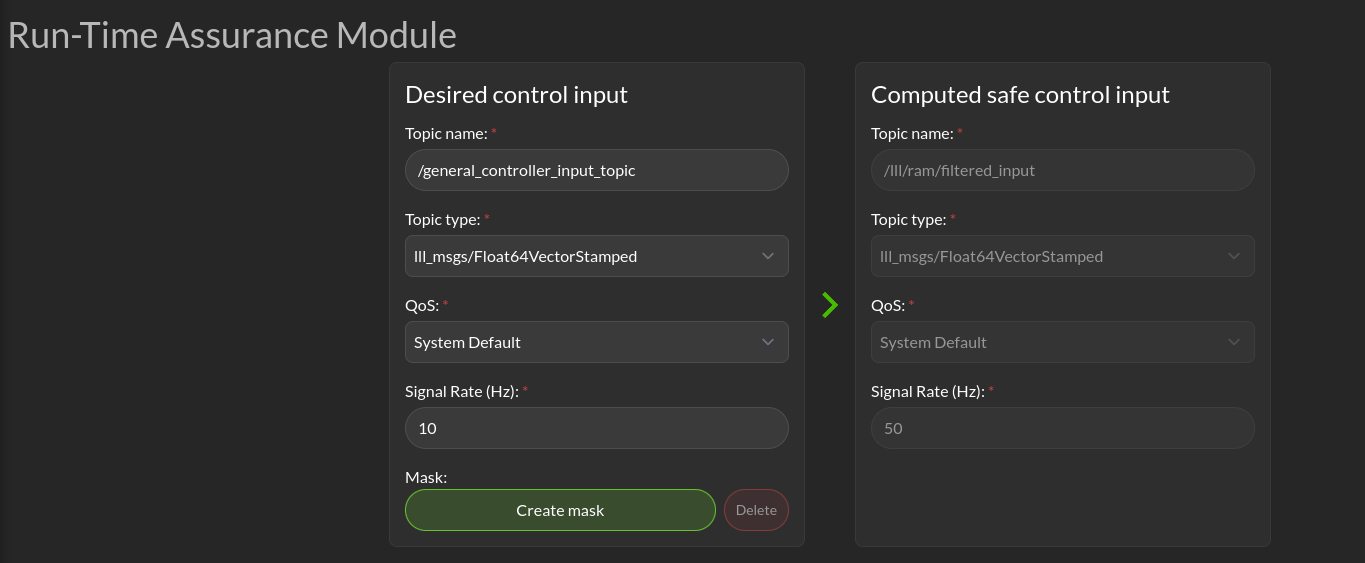 Run-Time Assurance Module
Desired control input
Topic name: *
/general_controller_input_topic
Topic type: *
lll_msgs/Float64VectorStamped
QoS: *
System Default
Signal Rate (Hz): *
10
Mask:
Create mask
Delete
Computed safe control input
Topic name: *
/lll/ram/filtered_input
Topic type: *
lll_msgs/Float64VectorStamped
QoS: *
System Default
Signal Rate (Hz): *
50